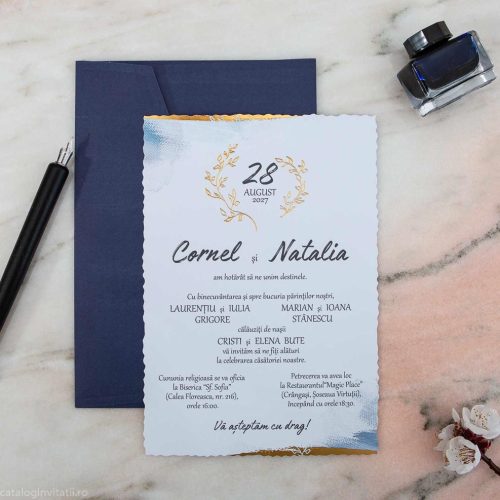 28
AUGUST
2027
Cornel și Natalia
am hotărât să ne unim destinele.
Cu binecuvântarea și spre bucuria părinților noștri,
LAURENȚIU și IULIA
GRIGORE
MARIAN și IOANA
STĂNESCU
călăuziți de nașii
CRISTI și ELENA BUTE
vă invităm să ne fiți alături
la celebrarea căsătoriei noastre.
Cununia religioasă se va oficia
la Biserica "Sf. Sofia"
(Calea Floreasca, nr. 216),
orele 16:00.
Petrecerea va avea loc
la Restaurantul"Magic Place"
(Crângași, Șoseaua Virtuții),
începând cu orele 18:30.
Vă așteptăm cu drag!
cataloginvitatii.ro